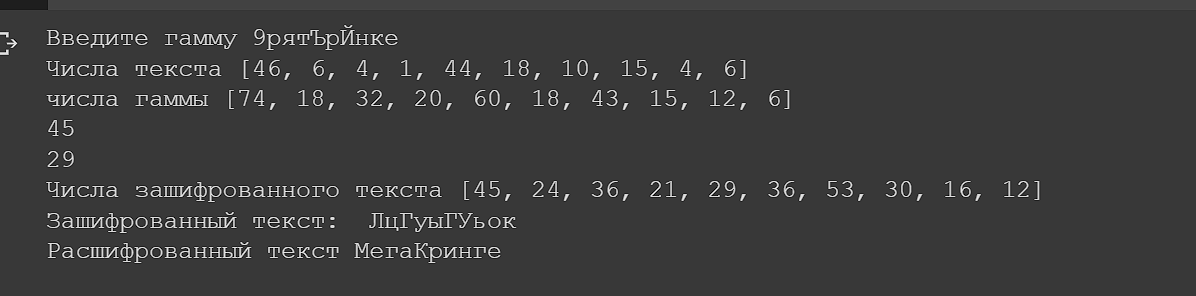 Введите гамму 9рятЪрЙнке
Числа текста [46, 6, 4, 1, 44, 18, 10, 15, 4, 6]
числа гаммы [74, 18, 32, 20, 60, 18, 43, 15, 12, 6]
45
29
Числа зашифрованного текста [45, 24, 36, 21, 29, 36, 53, 30, 16, 12]
Зашифрованный текст:  ЛцГуыГУьок
Расшифрованный текст МегаКринге